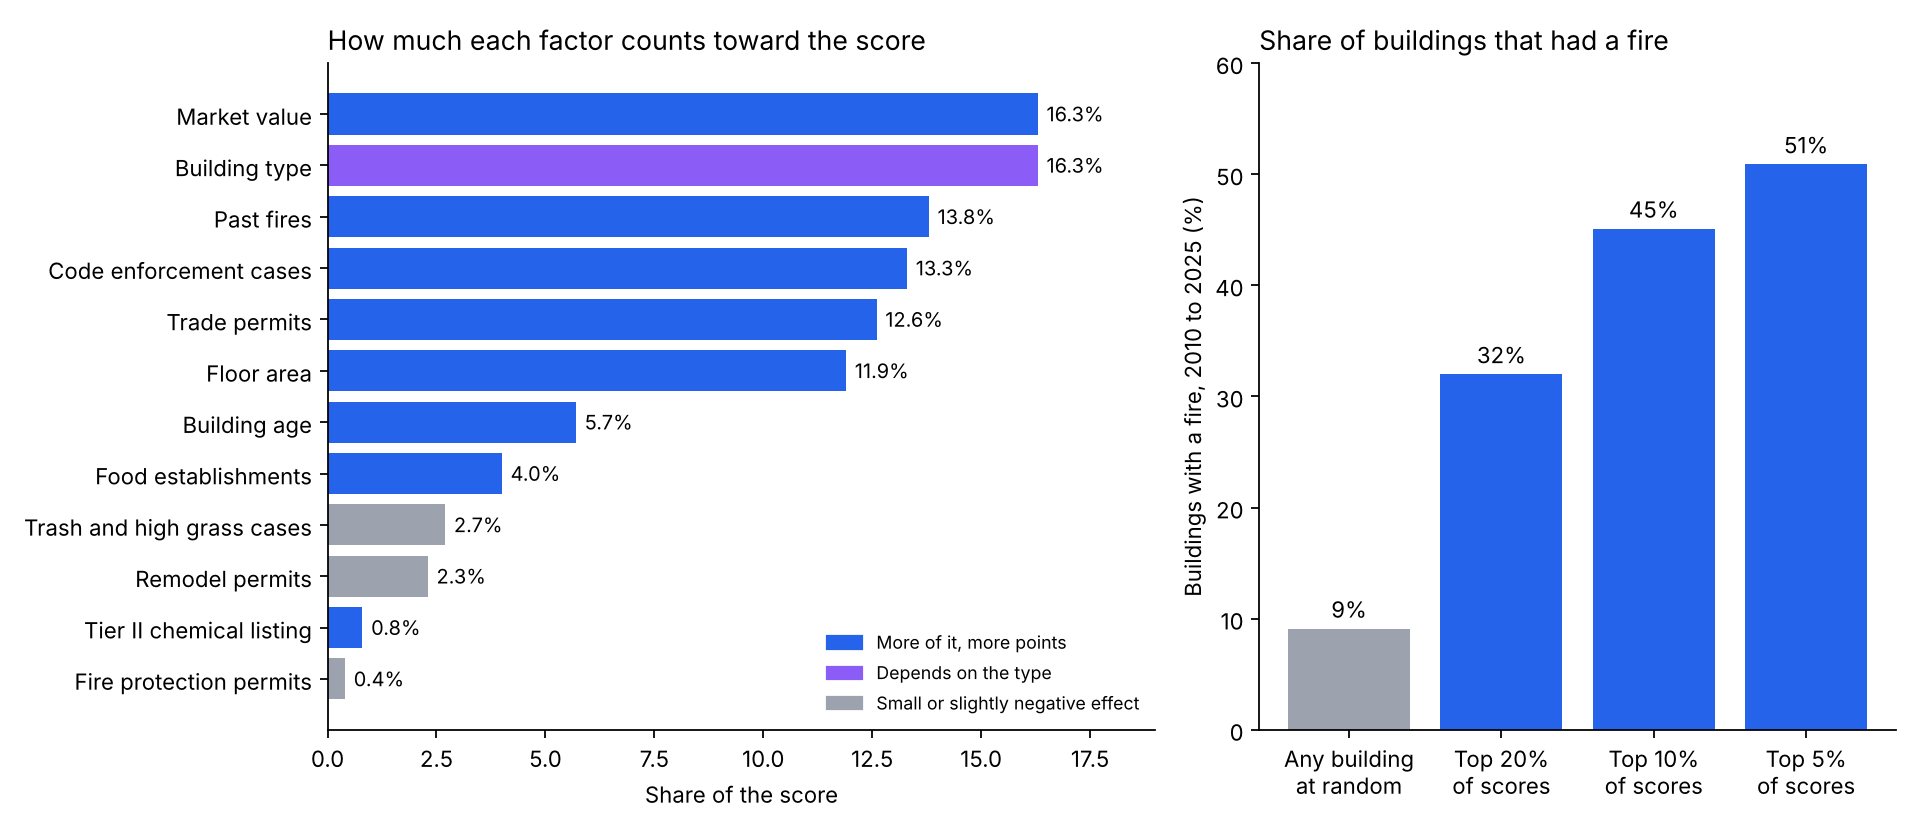 How much each factor counts toward the score
Market value
16.3%
Building type
16.3%
Past fires
13.8%
Code enforcement cases
13.3%
Trade permits
12.6%
Floor area
11.9%
Building age
5.7%
Food establishments
4.0%
Trash and high grass cases
2.7%
Remodel permits
2.3%
Tier II chemical listing
0.8%
Fire protection permits
0.4%
More of it, more points
Depends on the type
Small or slightly negative effect
0.0 2.5 5.0 7.5 10.0 12.5 15.0 17.5
Share of the score
Share of buildings that had a fire
Buildings with a fire, 2010 to 2025 (%)
60
50
40
30
20
10
0
9%
32%
45%
51%
Any building
at random
Top 20%
of scores
Top 10%
of scores
Top 5%
of scores